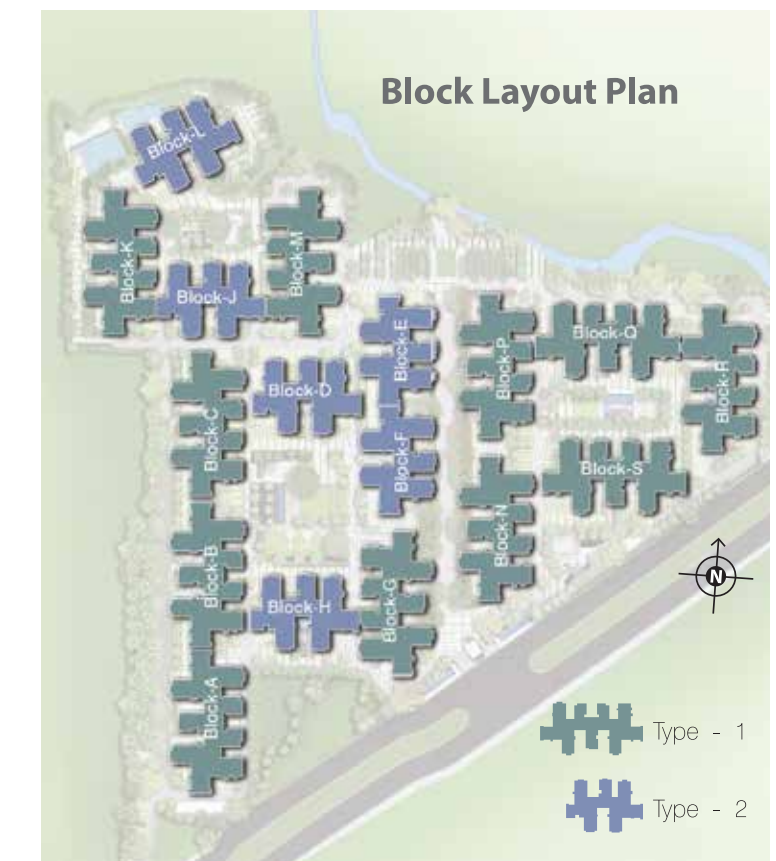 Block Layout Plan
Block-L
Block-K
Block-M
Block-J
Block-E
Block-P
Block-Q
Block-R
Block-D
Block-C
Block-F
Block-S
Block-N
Block-B
Block-H
Block-G
Block-A
N
Type - 1
Type - 2